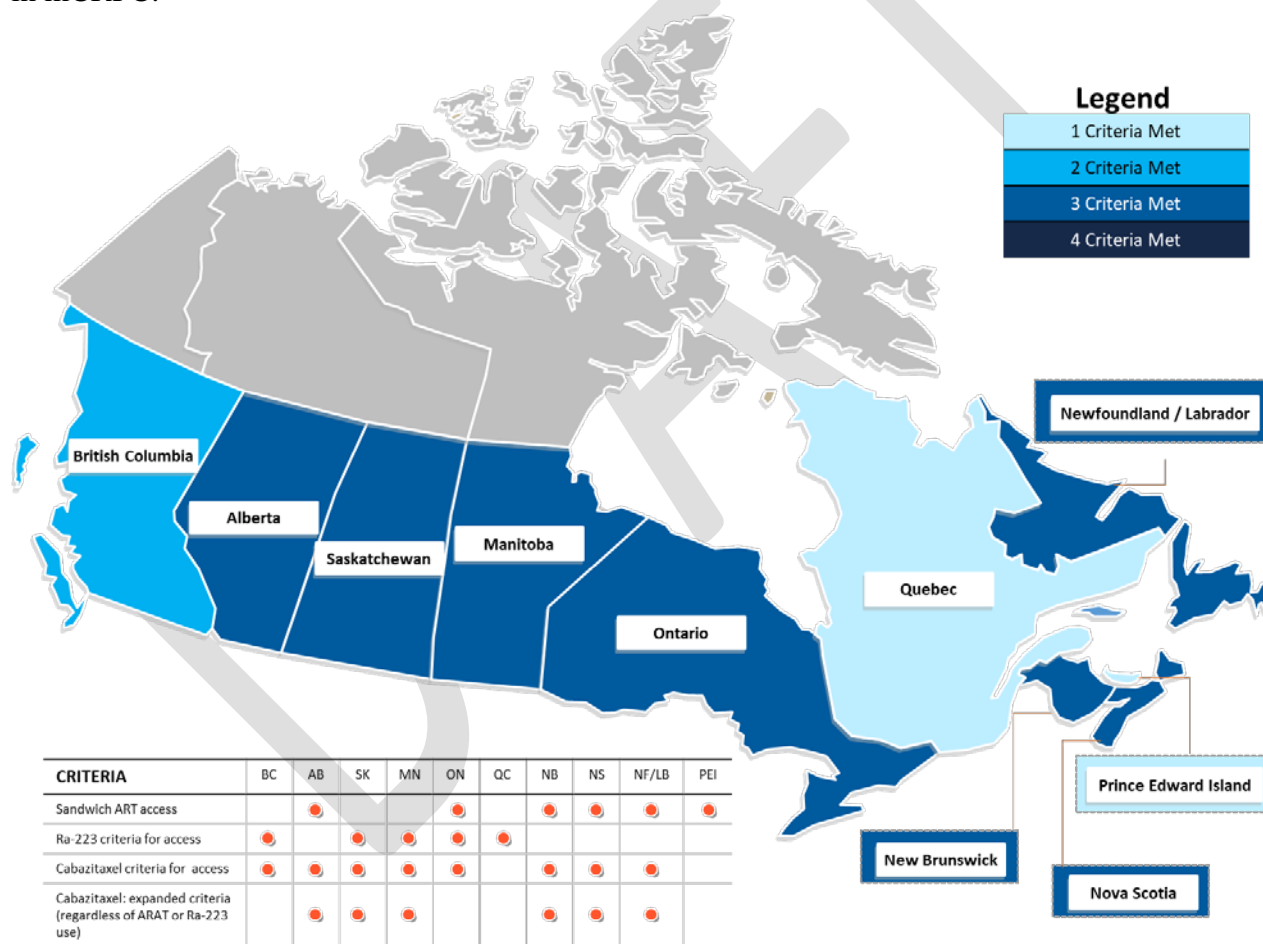 Legend
1 Criteria Met
2 Criteria Met
3 Criteria Met
4 Criteria Met
Newfoundland / Labrador
British Columbia
Alberta
Saskatchewan
Manitoba
Ontario
Quebec
Prince Edward Island
New Brunswick
Nova Scotia
CRITERIA BC AB SK MN ON QC NB NS NF/LB PEI
Sandwich ART access
Ra-223 criteria for access
Cabazitaxel criteria for access
Cabazitaxel: expanded criteria
(regardless of ARAT or Ra-223
use)